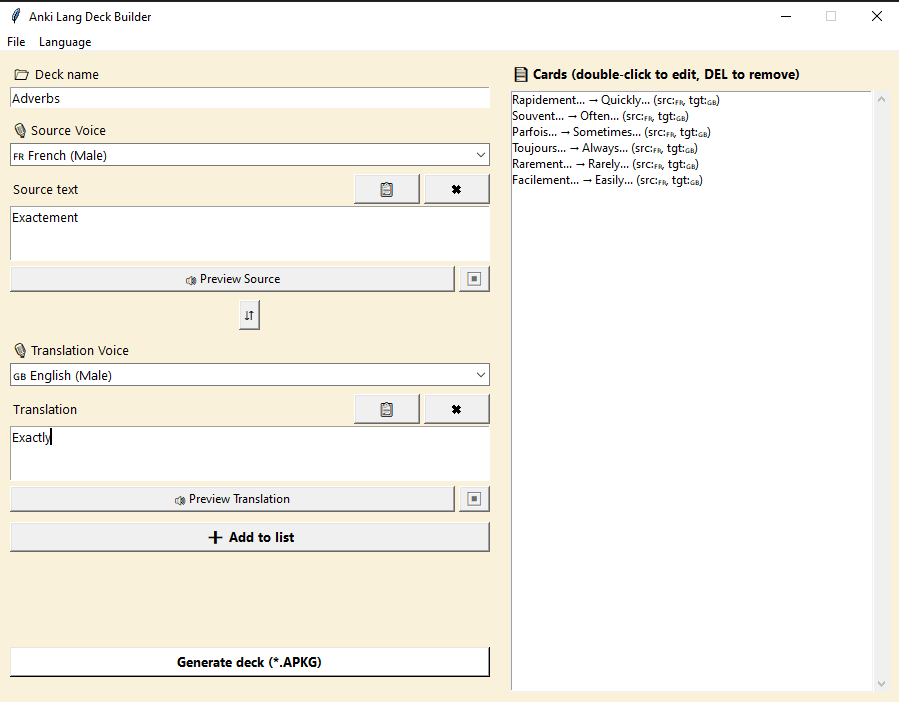 Anki Lang Deck Builder
File Language
Deck name
Adverbs
Source Voice
FR French (Male)
Source text
Exactement
Preview Source
Translation Voice
GB English (Male)
Translation
Exactly
Preview Translation
Add to list
Generate deck (*.APKG)
Cards (double-click to edit, DEL to remove)
Rapidement... → Quickly... (src:FR, tgt:GB)
Souvent... → Often... (src:FR, tgt:GB)
Parfois... → Sometimes... (src:FR, tgt:GB)
Toujours... → Always... (src:FR, tgt:GB)
Rarement... → Rarely... (src:FR, tgt:GB)
Facilement... → Easily... (src:FR, tgt:GB)